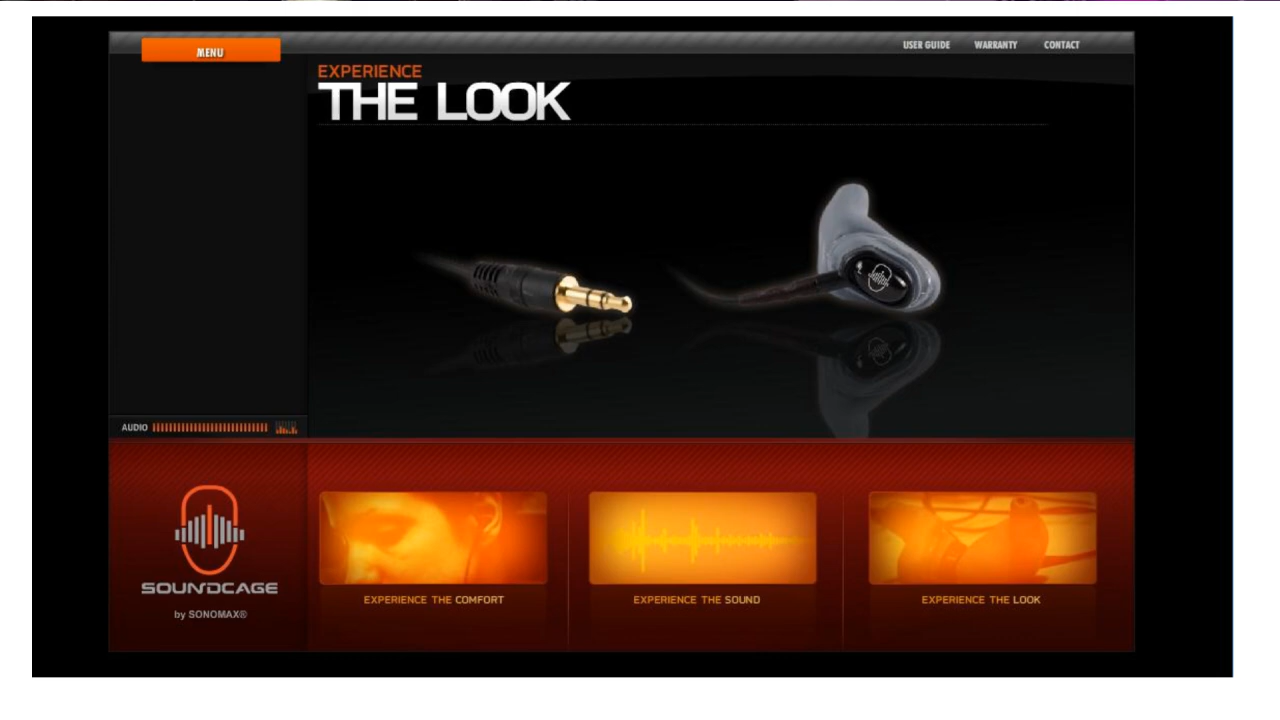 MENU
USER GUIDE
WARRANTY
CONTACT
EXPERIENCE
THE LOOK
AUDIO
SOUNDCAGE
by SONOMAX®
EXPERIENCE THE COMFORT
EXPERIENCE THE SOUND
EXPERIENCE THE LOOK